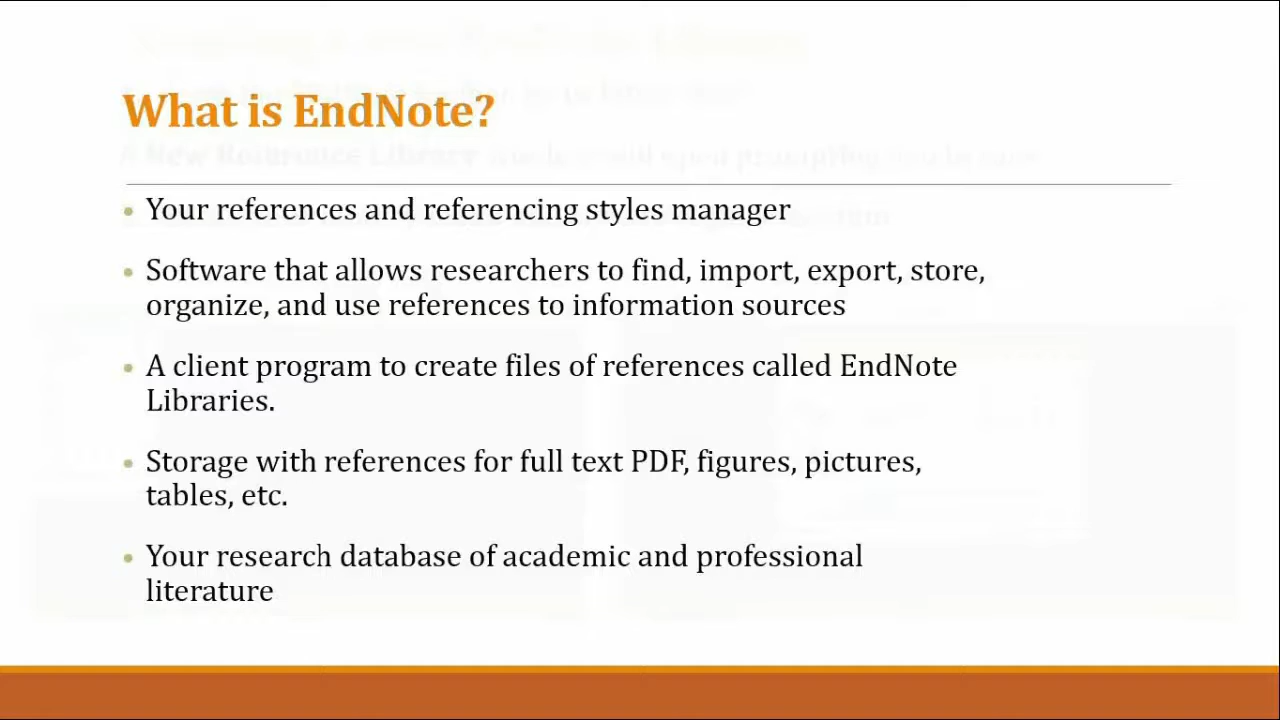 What is EndNote?
• Your references and referencing styles manager
• Software that allows researchers to find, import, export, store,
organize, and use references to information sources
• A client program to create files of references called EndNote
Libraries.
• Storage with references for full text PDF, figures, pictures,
tables, etc.
• Your research database of academic and professional
literature